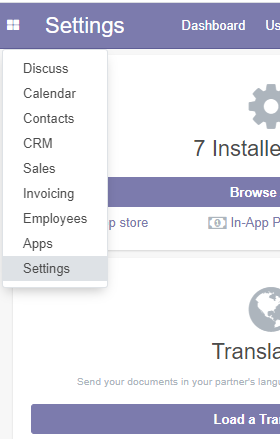 Settings Dashboard Us
Discuss
Calendar
Contacts
CRM
Sales
Invoicing
Employees
Apps
Settings
7 Installe
Browse
p store In-App P
Transla
Send your documents in your partner's langu
Load a Tra